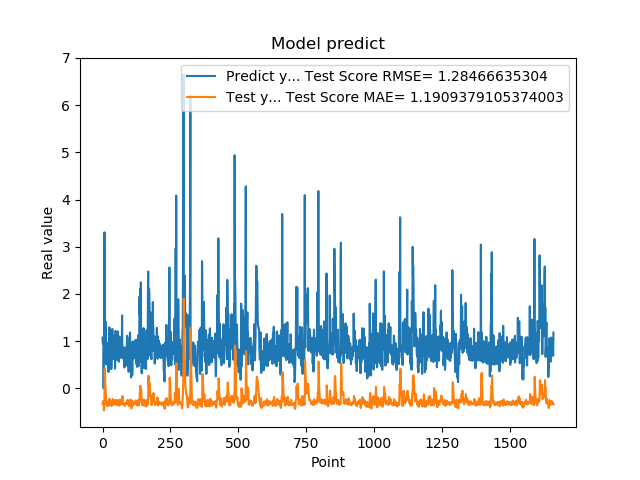 Model predict
Predict y... Test Score RMSE= 1.28466635304
Test y... Test Score MAE= 1.1909379105374003
7
6
5
4
3
2
1
0
Real value
0 250 500 750 1000 1250 1500
Point